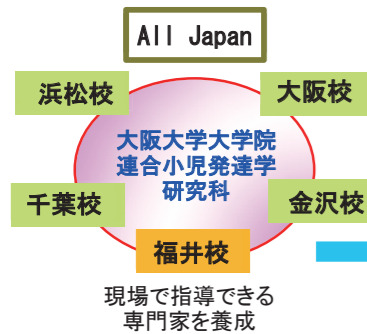 All Japan
浜松校
大阪校
大阪大学大学院
連合小児発達学
研究科
千葉校
金沢校
福井校
現場で指導できる
専門家を養成